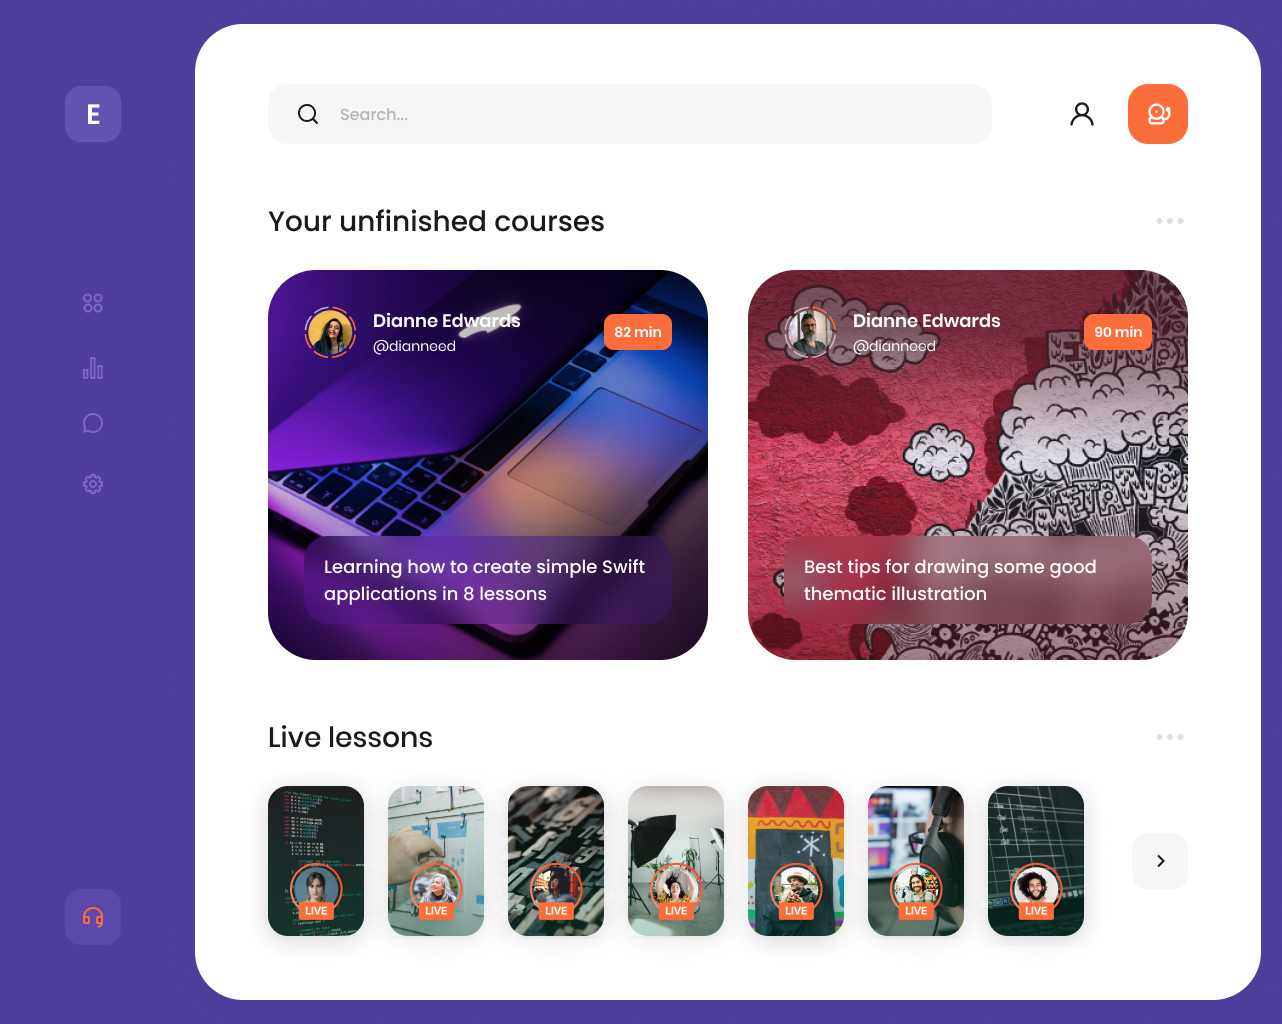 E
Search...
Your unfinished courses
Dianne Edwards
@dianneed
82 min
Learning how to create simple Swift
applications in 8 lessons
Dianne Edwards
@dianneed
90 min
Best tips for drawing some good
thematic illustration
Live lessons
LIVE
LIVE
LIVE
LIVE
LIVE
LIVE
LIVE